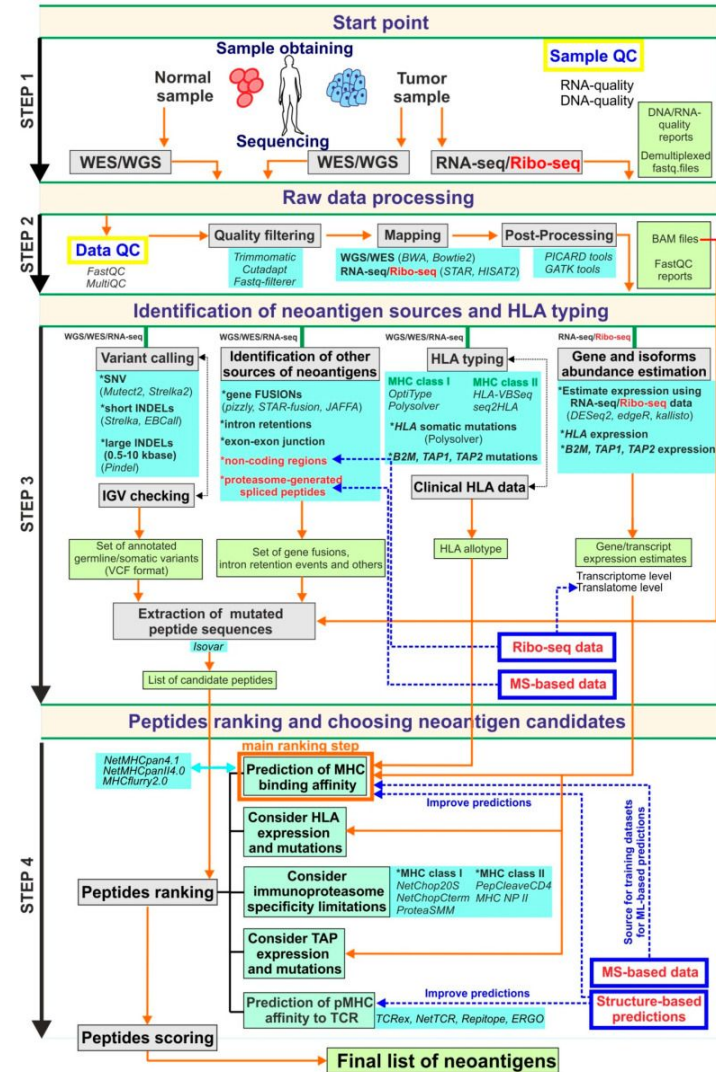 Start point
STEP 1
Sample obtaining
Normal
sample
Tumor
sample
Sequencing
Sample QC
RNA-quality
DNA-quality
DNA/RNA-
quality
reports
Demultiplexed
fastq.files
WES/WGS
WES/WGS
RNA-seq/Ribo-seq
Raw data processing
STEP 2
Data QC
FastQC
MultiQC
Quality filtering
Trimmomatic
Cutadapt
Fastq-filterer
Mapping
WGS/WES (BWA, Bowtie2)
RNA-seq/Ribo-seq (STAR, HISAT2)
Post-Processing
PICARD tools
GATK tools
BAM files
FastQC
reports
Identification of neoantigen sources and HLA typing
STEP 3
WGS/WES/RNA-seq
Variant calling
*SNV
(Mutect2, Strelka2)
*short INDELs
(Strelka, EBCall)
*large INDELs
(0.5-10 kbase)
(Pindel)
IGV checking
Set of annotated
germline/somatic variants
(VCF format)
WGS/WES/RNA-seq
Identification of other
sources of neoantigens
*gene FUSIONs
(pizzly, STAR-fusion, JAFFA)
*intron retentions
*exon-exon junction
*non-coding regions
*proteasome-generated
spliced peptides
Set of gene fusions,
intron retention events and others
WGS/WES/RNA-seq
HLA typing
MHC class I
OptiType
Polysolver
MHC class II
HLA-VBSeq
seq2HLA
*HLA somatic mutations
(Polysolver)
*B2M, TAP1, TAP2 mutations
Clinical HLA data
HLA allotype
RNA-seq/Ribo-seq
Gene and isoforms
abundance estimation
*Estimate expression using
RNA-seq/Ribo-seq data
(DESeq2, edgeR, kallisto)
*HLA expression
*B2M, TAP1, TAP2 expression
Gene/transcript
expression estimates
Transcriptome level
Translatome level
Extraction of mutated
peptide sequences
Isovar
List of candidate peptides
Ribo-seq data
MS-based data
Peptides ranking and choosing neoantigen candidates
STEP 4
main ranking step
NetMHCpan4.1
NetMHCpanII4.0
MHCflurry2.0
Prediction of MHC
binding affinity
Improve predictions
Consider HLA
expression
and mutations
Peptides ranking
Consider
immunoproteasome
specificity limitations
*MHC class I
NetChop20S
NetChopCterm
ProteaSMM
*MHC class II
PepCleaveCD4
MHC NP II
Consider TAP
expression
and mutations
Source for training datasets
for ML-based predictions
MS-based data
Structure-based
predictions
Prediction of pMHC
affinity to TCR
Improve predictions
TCRex, NetTCR, Repitope, ERGO
Peptides scoring
Final list of neoantigens